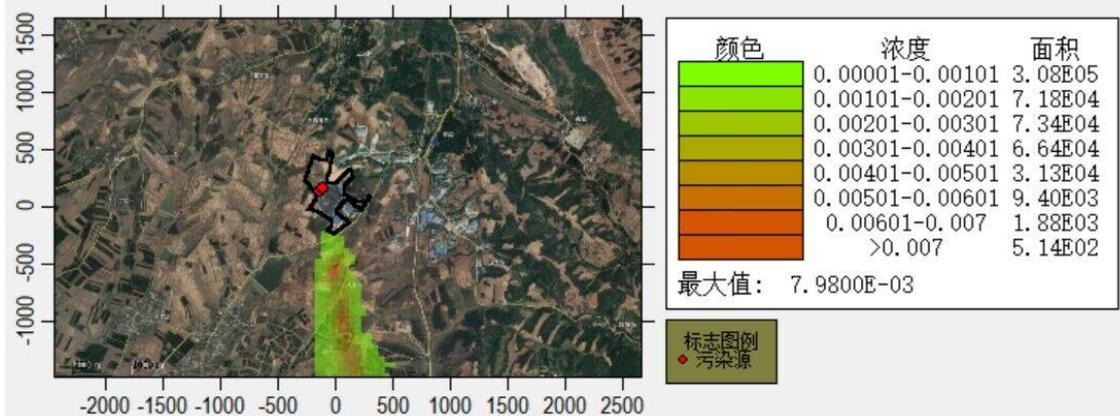 1500
1000
500
0
-500
-1000
-2000 -1500 -1000 -500 0 500 1000 1500 2000 2500
颜色 浓度 面积
0.00001-0.00101 3.08E05
0.00101-0.00201 7.18E04
0.00201-0.00301 7.34E04
0.00301-0.00401 6.64E04
0.00401-0.00501 3.13E04
0.00501-0.00601 9.40E03
0.00601-0.007 1.88E03
>0.007 5.14E02
最大值: 7.9800E-03
标志图例
污染源